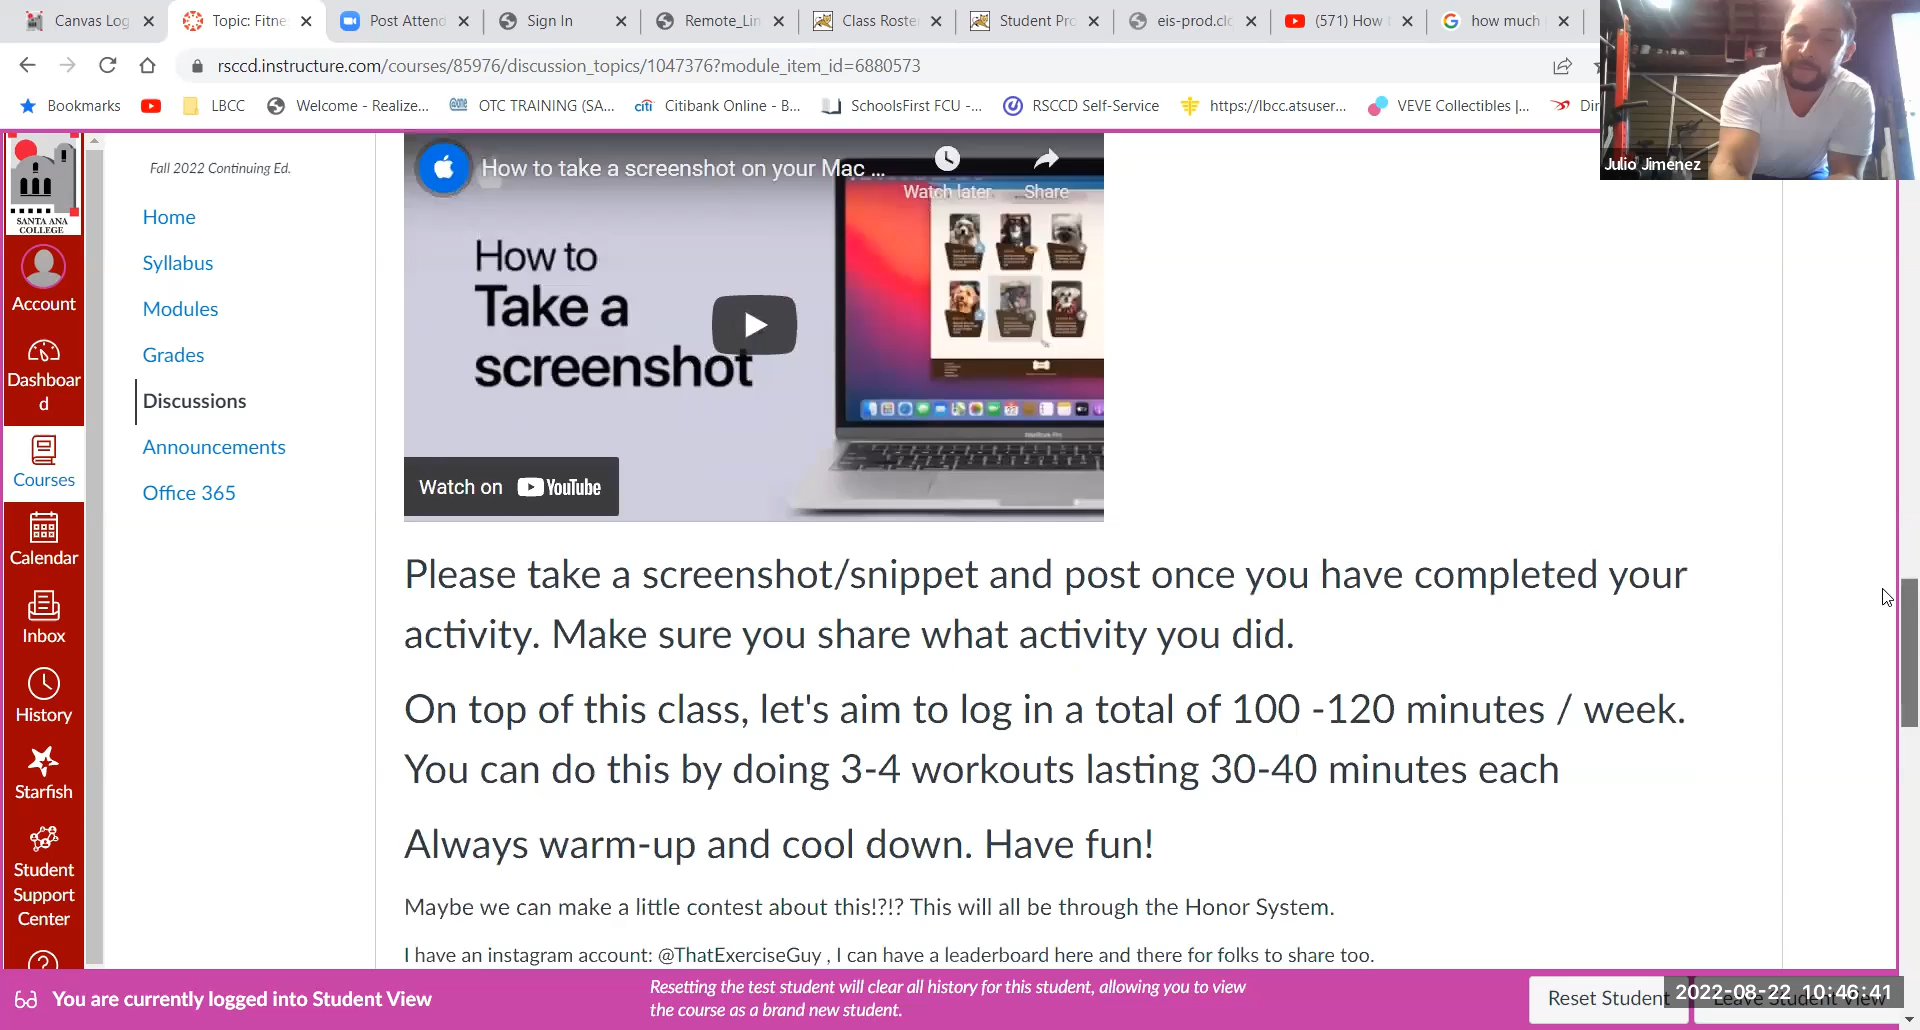 Canvas Log
Topic: Fitne
Post Attend
Sign In
Remote_Lin
Class Roste
Student Pro
eis-prod.clo
(571) How t
how much
rsccd.instructure.com/courses/85976/discussion_topics/1047376?module_item_id=6880573
Bookmarks
LBCC
Welcome - Realize...
OTC TRAINING (SA...
citi Citibank Online - B...
SchoolsFirst FCU -...
RSCCD Self-Service
https://lbcc.atsuser...
VEVE Collectibles |...
Julio Jimenez
SANTA ANA
COLLEGE
Account
Dashboar
d
Courses
Calendar
Inbox
History
Starfish
Student
Support
Center
Fall 2022 Continuing Ed.
Home
Syllabus
Modules
Grades
Discussions
Announcements
Office 365
How to take a screenshot on your Mac ...
Watch later
Share
How to
Take a
screenshot
Watch on YouTube
Please take a screenshot/snippet and post once you have completed your
activity. Make sure you share what activity you did.
On top of this class, let's aim to log in a total of 100 -120 minutes / week.
You can do this by doing 3-4 workouts lasting 30-40 minutes each
Always warm-up and cool down. Have fun!
Maybe we can make a little contest about this!?!? This will all be through the Honor System.
I have an instagram account: @ThatExerciseGuy , I can have a leaderboard here and there for folks to share too.
You are currently logged into Student View
Resetting the test student will clear all history for this student, allowing you to view
the course as a brand new student.
Reset Student
Leave Student View
2022-08-22 10:46:41